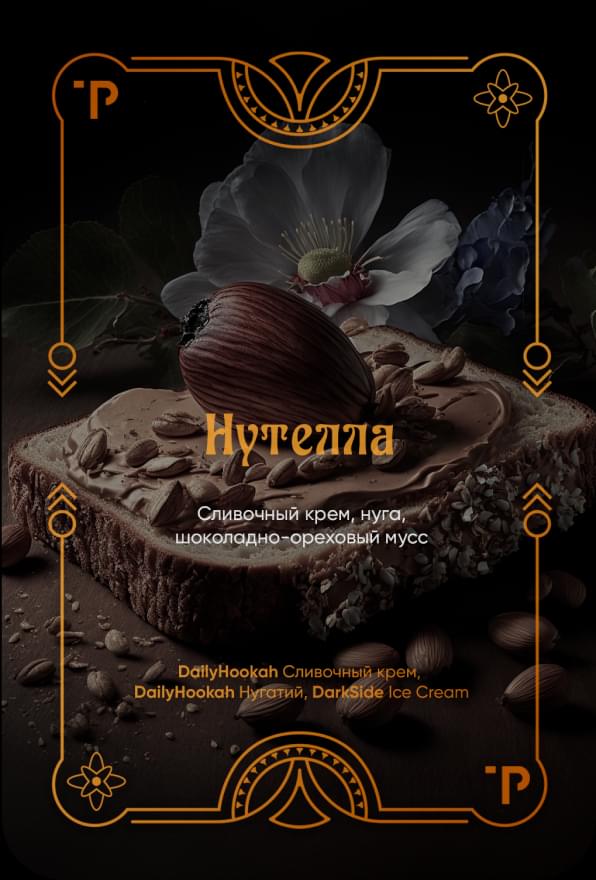 P
Нутелла
Сливочный крем, нуга,
шоколадно-ореховый мусс
DailyHookah Сливочный крем,
DailyHookah Нугатий, DarkSide Ice Cream
P